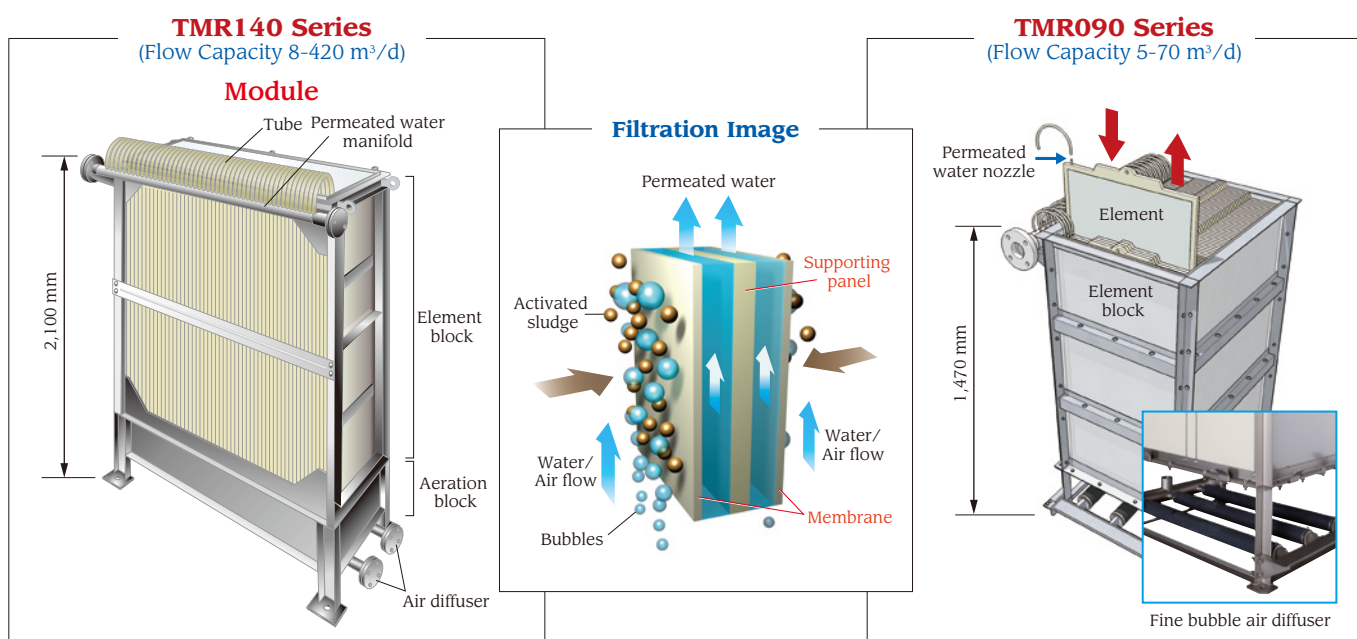 TMR140 Series
(Flow Capacity 8-420 m³/d)
Module
Tube
Permeated water
manifold
2,100 mm
Element
block
Aeration
block
Air diffuser
Filtration Image
Permeated water
Supporting
panel
Activated
sludge
Water/
Air flow
Water/
Air flow
Membrane
Bubbles
TMR090 Series
(Flow Capacity 5-70 m³/d)
Permeated
water nozzle
Element
Element
block
1,470 mm
Fine bubble air diffuser